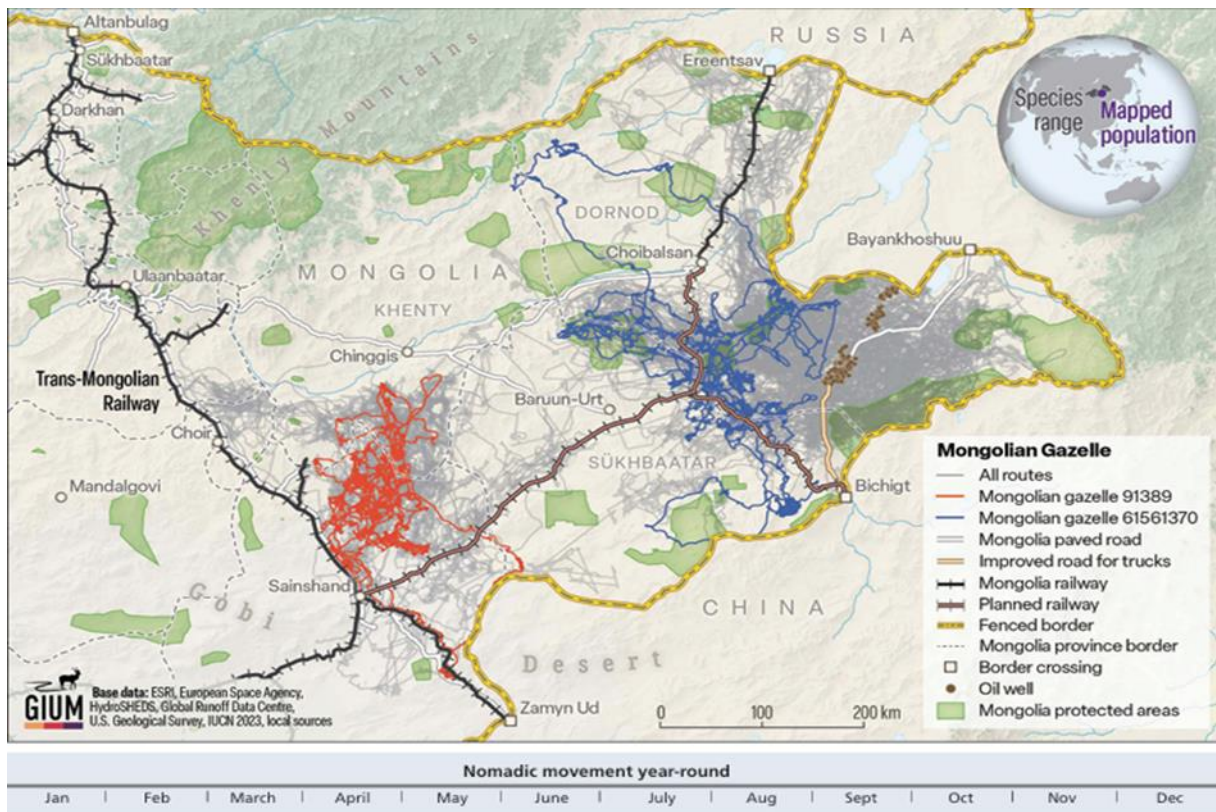 Altanbulag
Sükhbaatar
Darkhan
Khenty Mountains
RUSSIA
Ereentsav
Species
range
Mapped
population
DORNOD
Choibalsan
Bayankhoshuu
Ulaanbaatar
MONGOLIA
KHENTY
Chinggis
Trans-Mongolian
Railway
Baruun-Urt
Choir
SÜKHBAATAR
Mandalgovi
Bichigt
Sainshand
Gobi
Desert
CHINA
Zamyn Ud
Mongolian Gazelle
All routes
Mongolian gazelle 91389
Mongolian gazelle 61561370
Mongolia paved road
Improved road for trucks
Mongolia railway
Planned railway
Fenced border
Mongolia province border
Border crossing
Oil well
Mongolia protected areas
GIUM
Base data: ESRI, European Space Agency,
HydroSHEDS, Global Runoff Data Centre,
U.S. Geological Survey, IUCN 2023, local sources
0 100 200 km
Nomadic movement year-round
Jan Feb March April May June July Aug Sept Oct Nov Dec